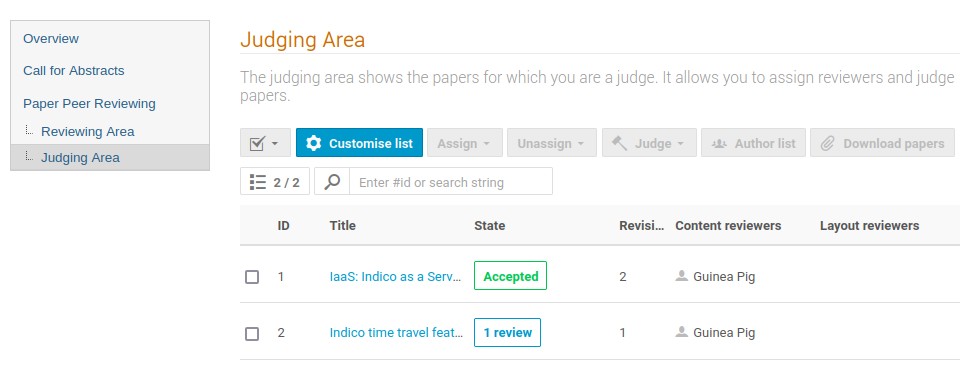 Overview
Call for Abstracts
Paper Peer Reviewing
Reviewing Area
Judging Area
Judging Area
The judging area shows the papers for which you are a judge. It allows you to assign reviewers and judge
papers.
Customise list Assign Unassign Judge Author list Download papers
2 / 2 Enter #id or search string
ID Title State Revisi... Content reviewers Layout reviewers
1 IaaS: Indico as a Serv... Accepted 2 Guinea Pig
2 Indico time travel feat... 1 review 1 Guinea Pig